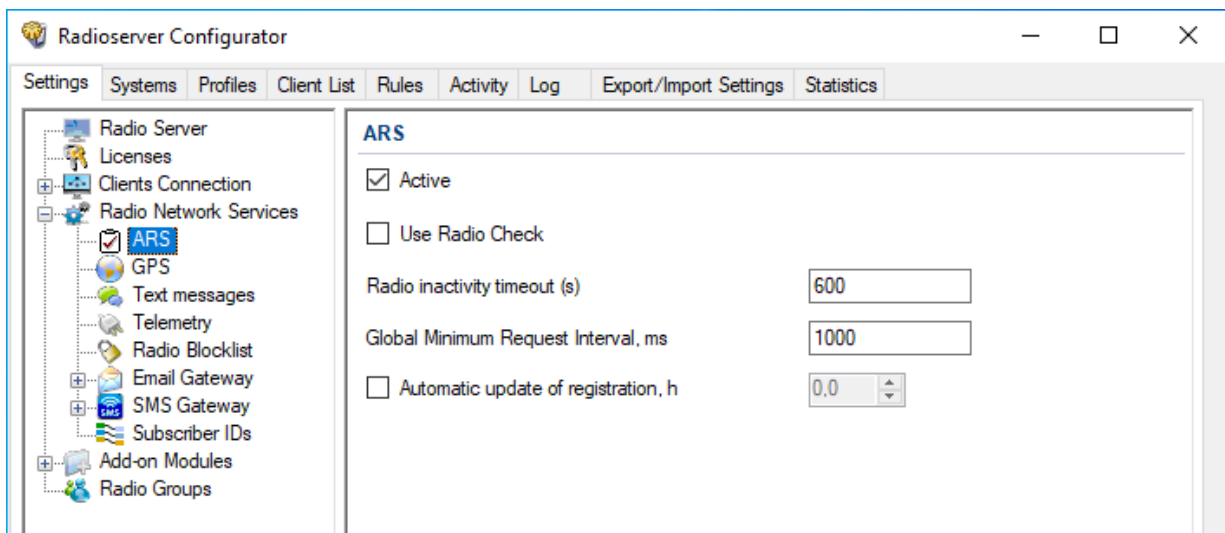 Radioserver Configurator
Settings Systems Profiles Client List Rules Activity Log Export/Import Settings Statistics
Radio Server
Licenses
Clients Connection
Radio Network Services
ARS
GPS
Text messages
Telemetry
Radio Blocklist
Email Gateway
SMS
SMS Gateway
Subscriber IDs
Add-on Modules
Radio Groups
ARS
Active
Use Radio Check
Radio inactivity timeout (s) 600
Global Minimum Request Interval, ms 1000
Automatic update of registration, h 0,0